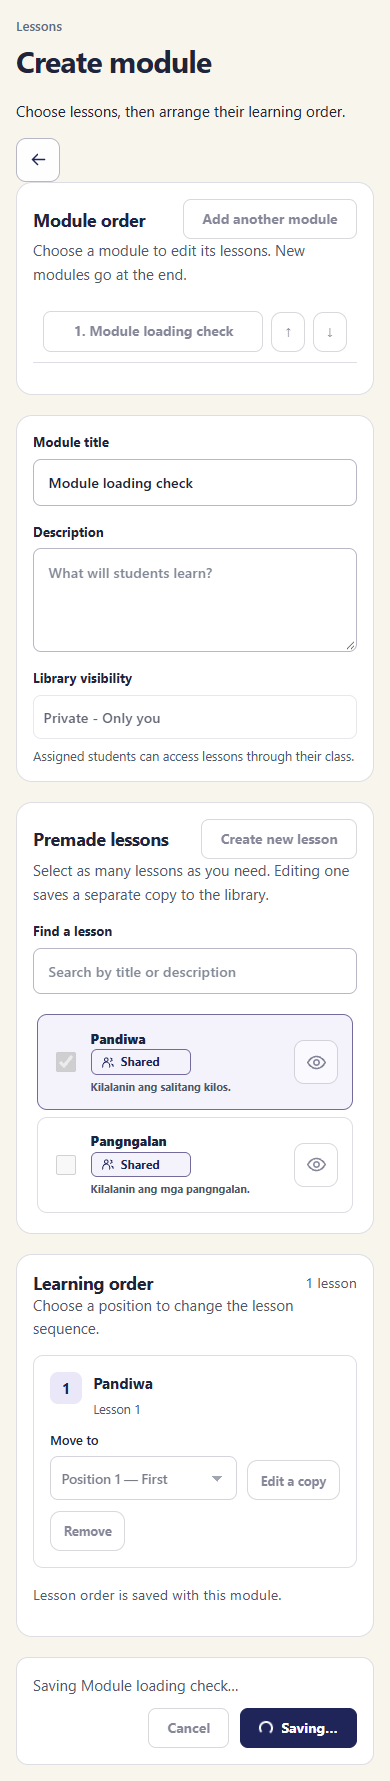 Lessons
Create module
Choose lessons, then arrange their learning order.
←
Module order
Add another module
Choose a module to edit its lessons. New
modules go at the end.
1. Module loading check
↑ ↓
Module title
Module loading check
Description
What will students learn?
Library visibility
Private - Only you
Assigned students can access lessons through their class.
Premade lessons
Create new lesson
Select as many lessons as you need. Editing one
saves a separate copy to the library.
Find a lesson
Search by title or description
Pandiwa
Shared
Kilalanin ang salitang kilos.
Pangngalan
Shared
Kilalanin ang mga pangngalan.
Learning order
1 lesson
Choose a position to change the lesson
sequence.
1
Pandiwa
Lesson 1
Move to
Position 1 — First
Edit a copy
Remove
Lesson order is saved with this module.
Saving Module loading check...
Cancel
Saving...